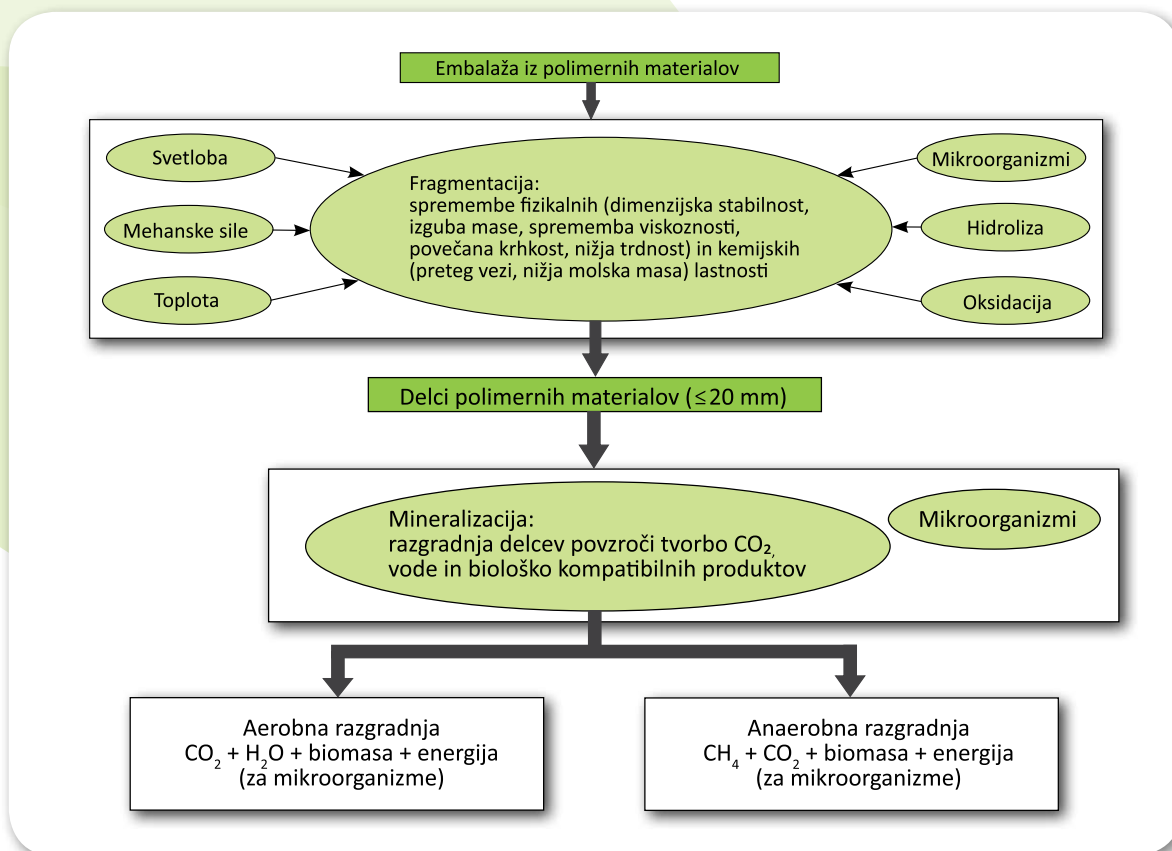 Embalaža iz polimernih materialov
Svetloba
Mehanske sile
Toplota
Fragmentacija:
spremembe fizikalnih (dimenzijska stabilnost,
izguba mase, sprememba viskoznosti,
povečana krhkost, nižja trdnost) in kemijskih
(preteg vezi, nižja molska masa) lastnosti
Mikroorganizmi
Hidroliza
Oksidacija
Delci polimernih materialov (≤20 mm)
Mineralizacija:
razgradnja delcev povzroči tvorbo CO₂,
vode in biološko kompatibilnih produktov
Mikroorganizmi
Aerobna razgradnja
CO₂ + H₂O + biomasa + energija
(za mikroorganizme)
Anaerobna razgradnja
CH₄ + CO₂ + biomasa + energija
(za mikroorganizme)